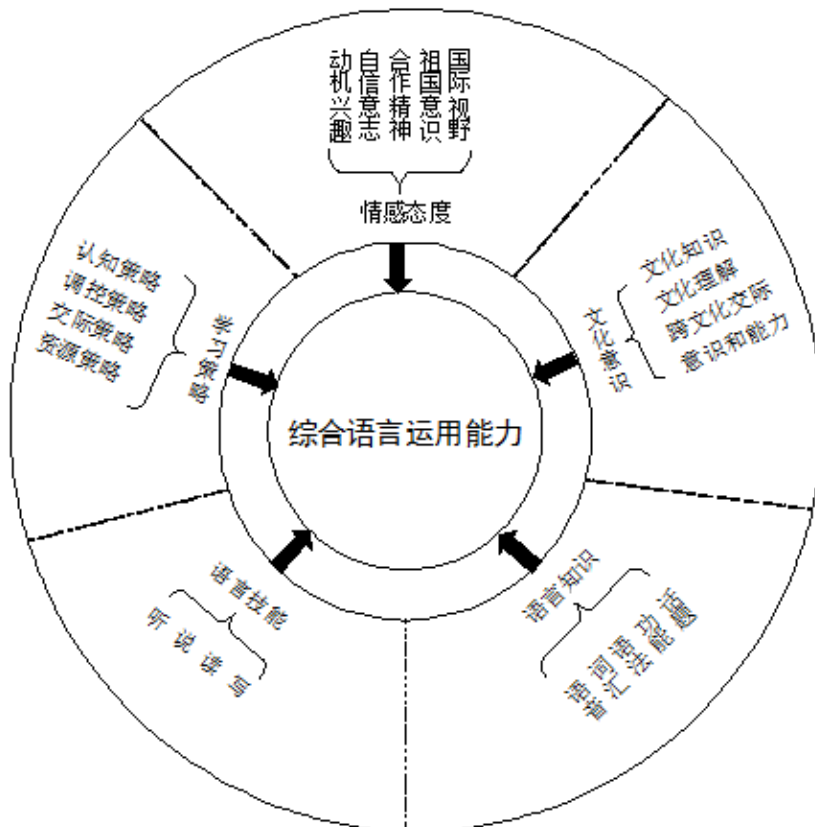 动机兴趣
自信意志
合作精神
祖国意识
国际视野
情感态度
认知策略
调控策略
交际策略
资源策略
学习策略
文化知识
文化理解
跨文化交际
意识和能力
文化意识
综合语言运用能力
语言技能
听 说 读 写
语言知识
语音
词汇
语法
功能
话题